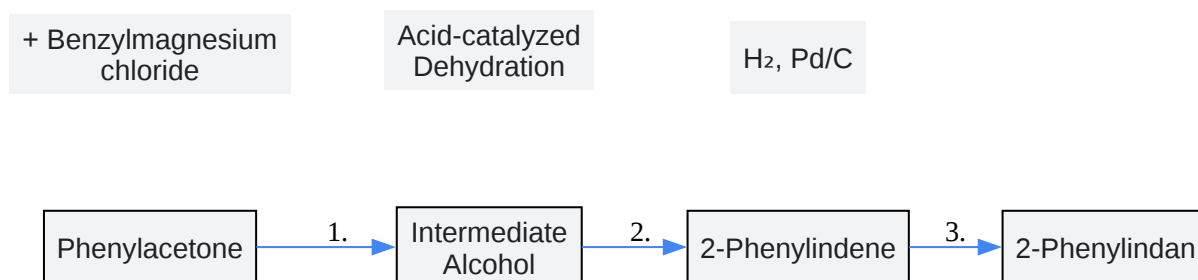 + Benzylmagnesium
chloride
Acid-catalyzed
Dehydration
H₂, Pd/C
1.
2.
3.
Phenylacetone
Intermediate
Alcohol
2-Phenylindene
2-Phenylindan